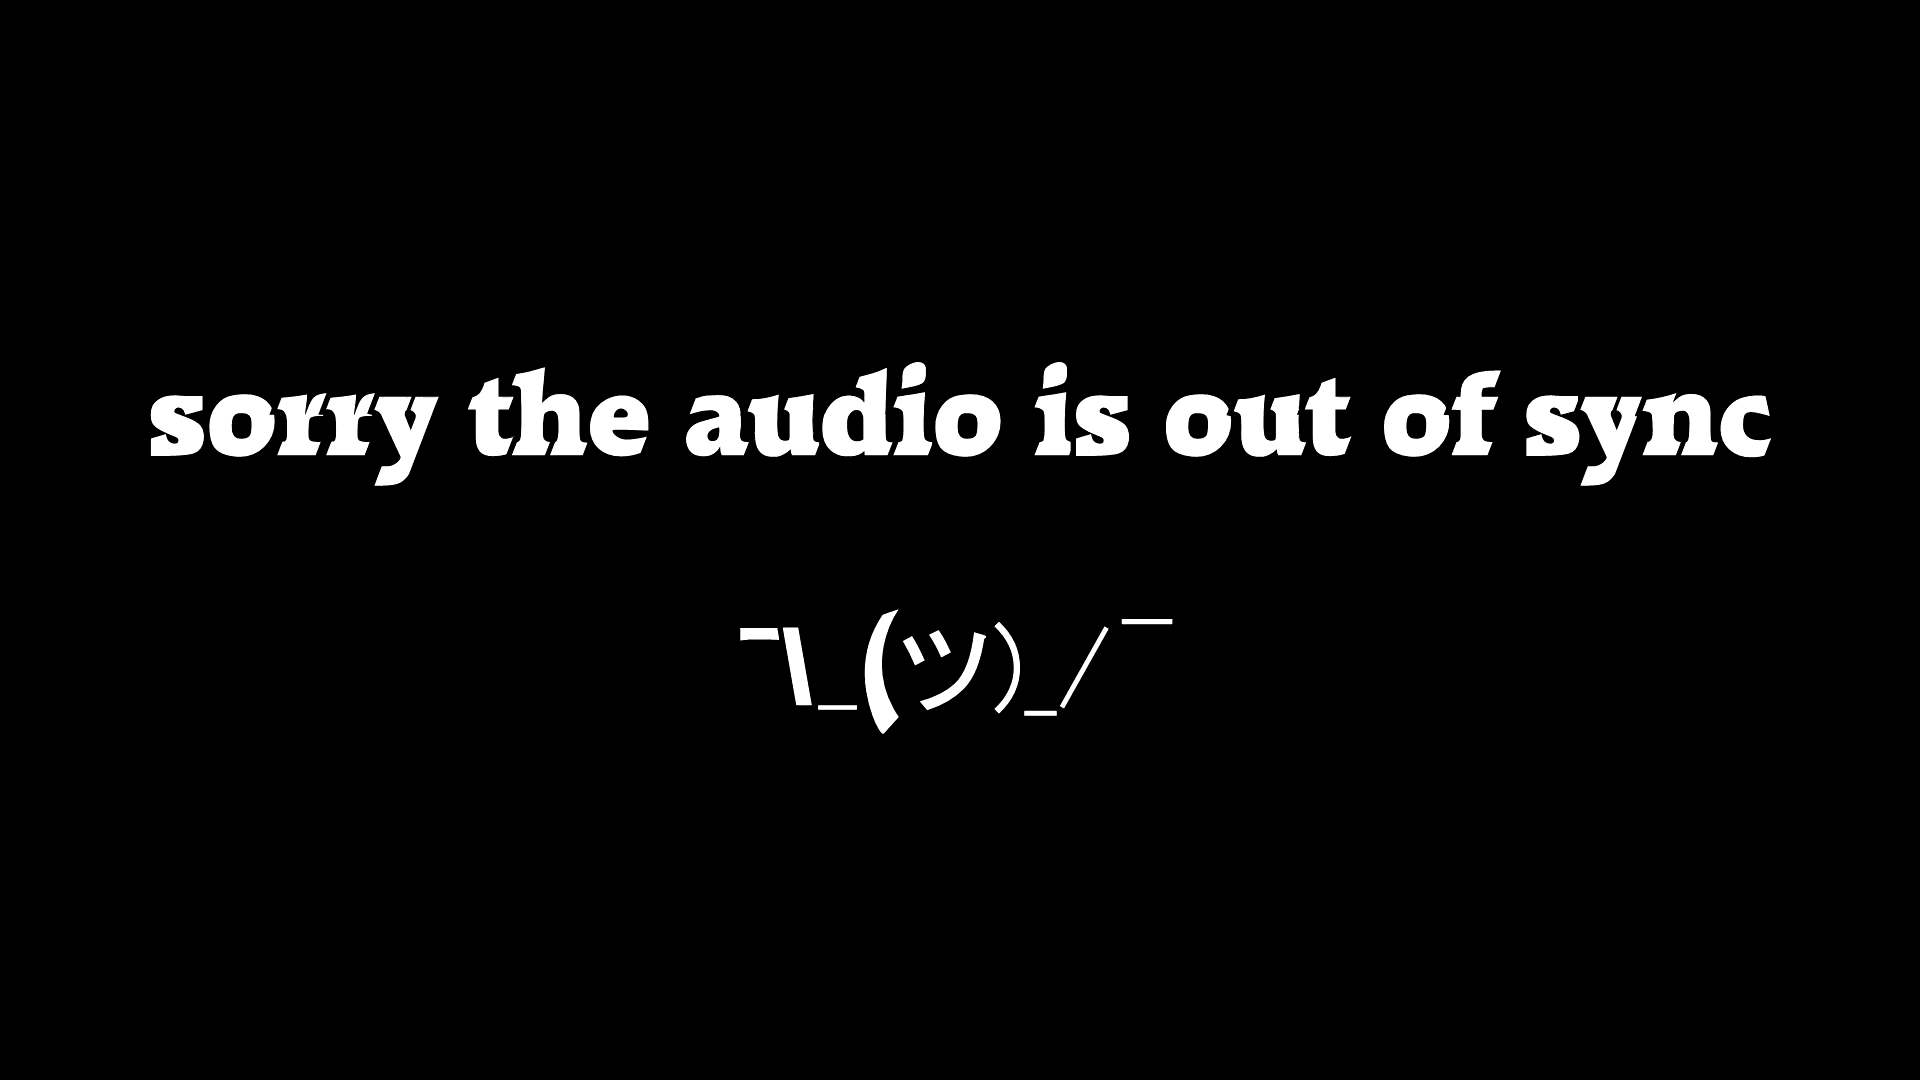 sorry the audio is out of sync
¯\_(ツ)_/¯